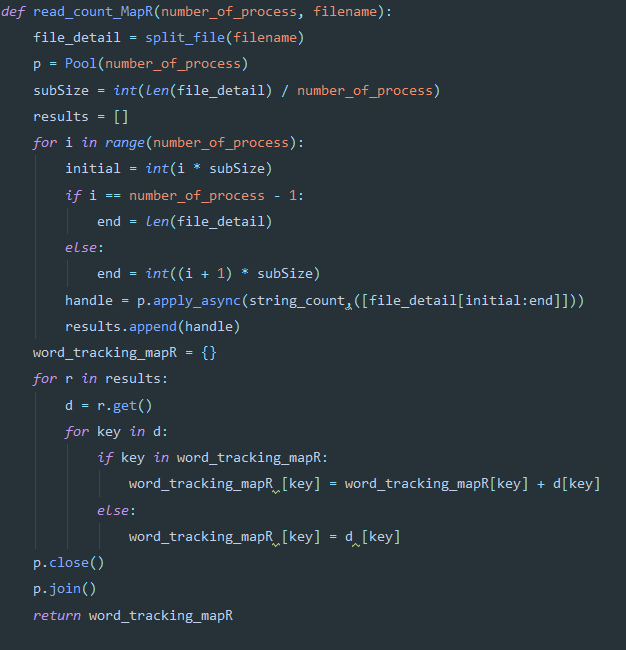 def read_count_MapR(number_of_process, filename):
    file_detail = split_file(filename)
    p = Pool(number_of_process)
    subSize = int(len(file_detail) / number_of_process)
    results = []
    for i in range(number_of_process):
        initial = int(i * subSize)
        if i == number_of_process - 1:
            end = len(file_detail)
        else:
            end = int((i + 1) * subSize)
        handle = p.apply_async(string_count,([file_detail[initial:end]]))
        results.append(handle)
    word_tracking_mapR = {}
    for r in results:
        d = r.get()
        for key in d:
            if key in word_tracking_mapR:
                word_tracking_mapR [key] = word_tracking_mapR[key] + d[key]
            else:
                word_tracking_mapR [key] = d [key]
    p.close()
    p.join()
    return word_tracking_mapR